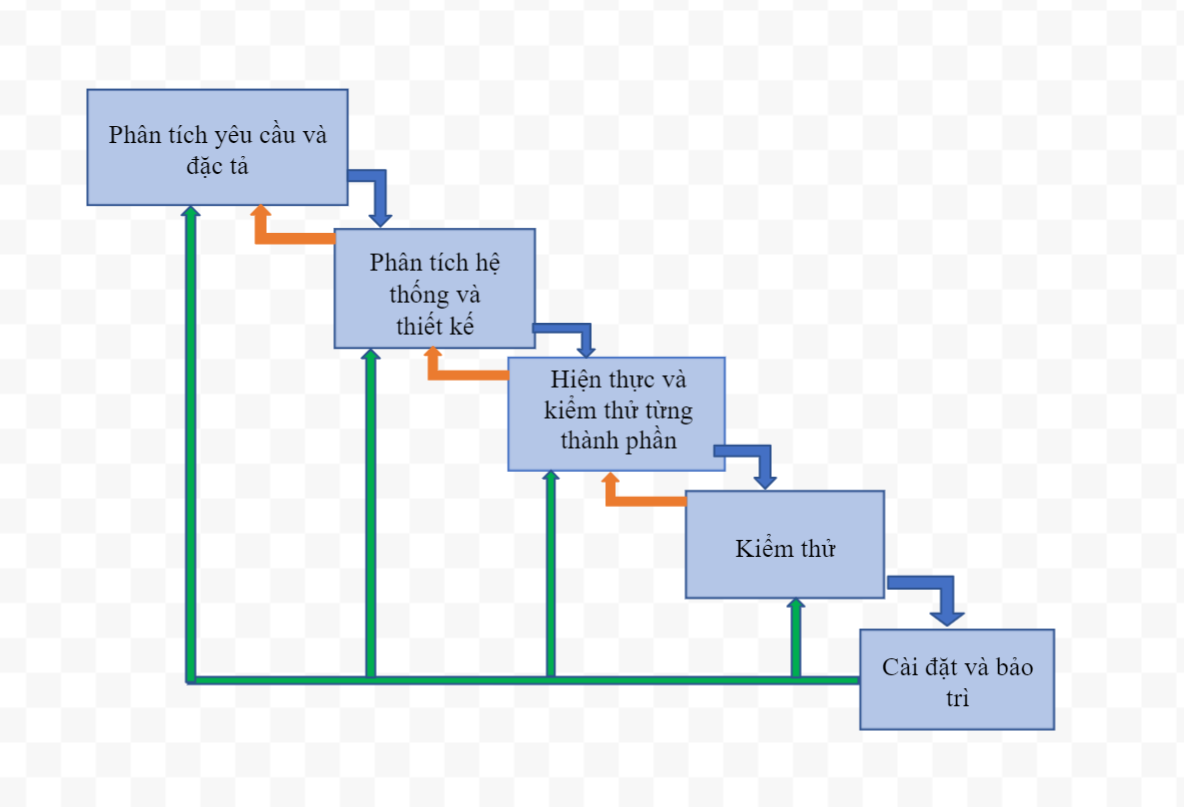 Phân tích yêu cầu và
đặc tả
Phân tích hệ
thống và
thiết kế
Hiện thực và
kiểm thử từng
thành phần
Kiểm thử
Cài đặt và bảo
trì